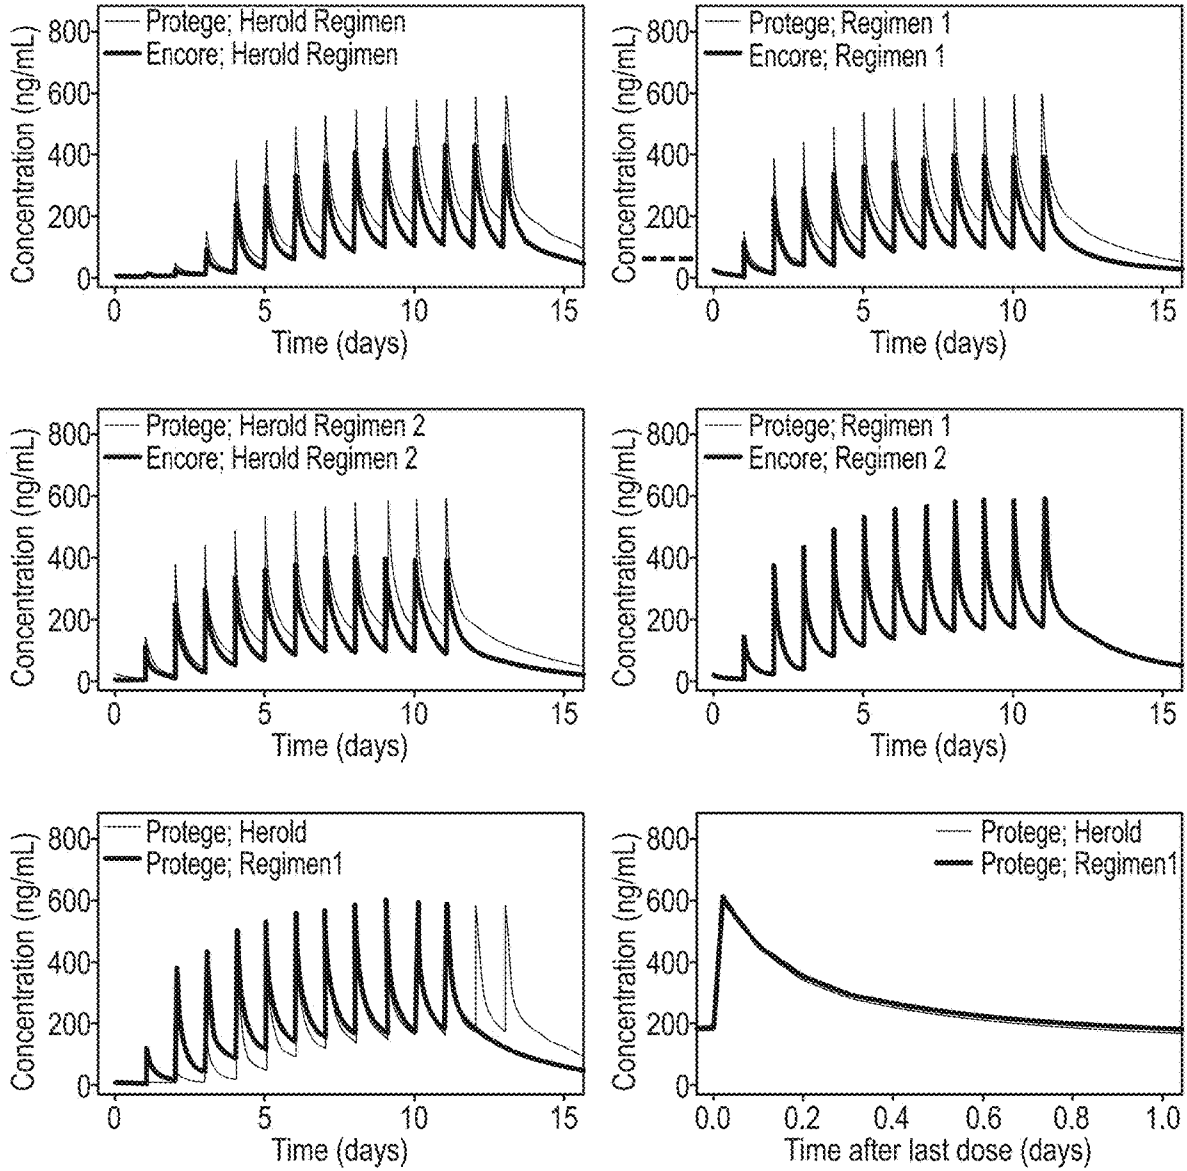 Protege; Herold Regimen
Encore; Herold Regimen
Concentration (ng/mL)
800
600
400
200
0
0 5 10 15
Time (days)
Protege; Regimen 1
Encore; Regimen 1
Concentration (ng/mL)
800
600
400
200
0
0 5 10 15
Time (days)
Protege; Herold Regimen 2
Encore; Herold Regimen 2
Concentration (ng/mL)
800
600
400
200
0
0 5 10 15
Time (days)
Protege; Regimen 1
Encore; Regimen 2
Concentration (ng/mL)
800
600
400
200
0
0 5 10 15
Time (days)
Protege; Herold
Protege; Regimen1
Concentration (ng/mL)
800
600
400
200
0
0 5 10 15
Time (days)
Protege; Herold
Protege; Regimen1
Concentration (ng/mL)
800
600
400
200
0
0.0 0.2 0.4 0.6 0.8 1.0
Time after last dose (days)